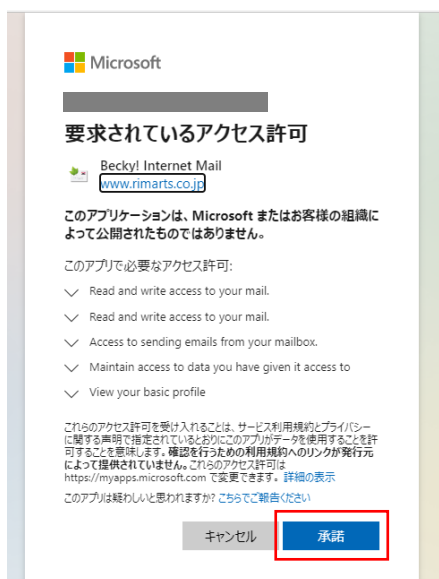 Microsoft
要求されているアクセス許可
Becky! Internet Mail
www.rimarts.co.jp
このアプリケーションは、Microsoft またはお客様の組織に
よって公開されたものではありません。
このアプリで必要なアクセス許可:
Read and write access to your mail.
Read and write access to your mail.
Access to sending emails from your mailbox.
Maintain access to data you have given it access to
View your basic profile
これらのアクセス許可を受け入れることは、サービス利用規約とプライバシー
に関する声明で指定されているとおりにこのアプリがデータを使用することを許
可することを意味します。確認を行うための利用規約へのリンクが発行元
によって提供されていません。これらのアクセス許可は
https://myapps.microsoft.com で変更できます。詳細の表示
このアプリは疑わしいと思われますか? こちらでご報告ください
キャンセル
承諾